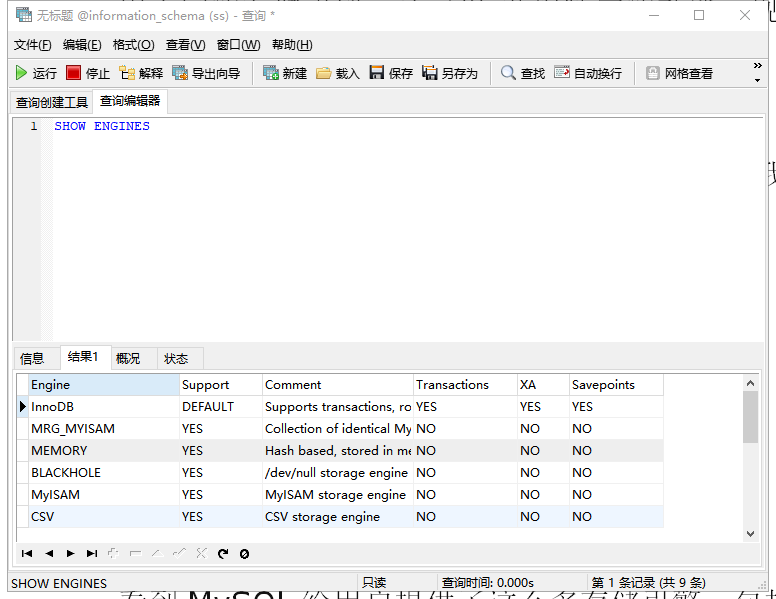 无标题 @information_schema (ss) - 查询 *
文件(F) 编辑(E) 格式(O) 查看(V) 窗口(W) 帮助(H)
运行 停止 解释 导出向导 新建 载入 保存 另存为 查找 自动换行 网格查看 »
查询创建工具 查询编辑器
1 SHOW ENGINES
信息 结果1 概况 状态
Engine Support Comment Transactions XA Savepoints
InnoDB DEFAULT Supports transactions, ro YES YES YES
MRG_MYISAM YES Collection of identical My NO NO NO
MEMORY YES Hash based, stored in me NO NO NO
BLACKHOLE YES /dev/null storage engine NO NO NO
MyISAM YES MyISAM storage engine NO NO NO
CSV YES CSV storage engine NO NO NO
SHOW ENGINES 只读 查询时间: 0.000s 第 1 条记录 (共 9 条)